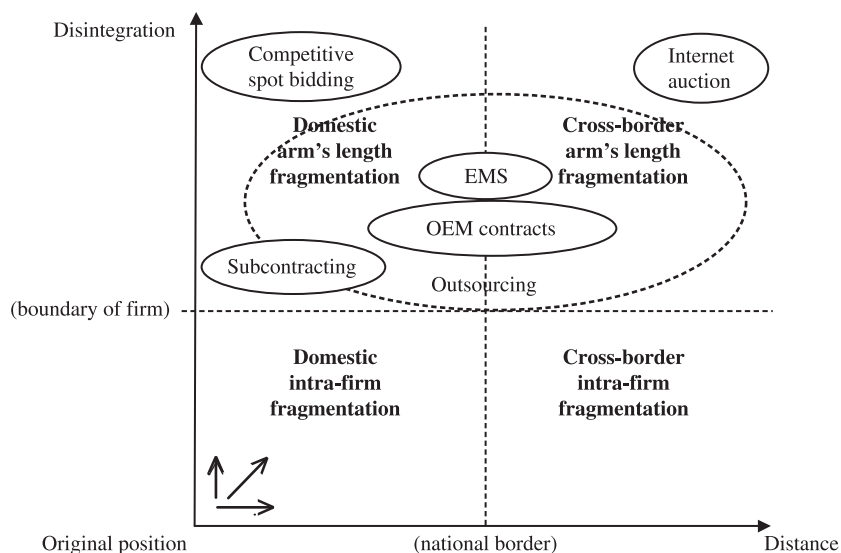 Disintegration
Competitive
spot bidding
Internet
auction
Domestic
arm's length
fragmentation
Cross-border
arm's length
fragmentation
EMS
OEM contracts
Subcontracting
Outsourcing
(boundary of firm)
Domestic
intra-firm
fragmentation
Cross-border
intra-firm
fragmentation
Original position
(national border)
Distance